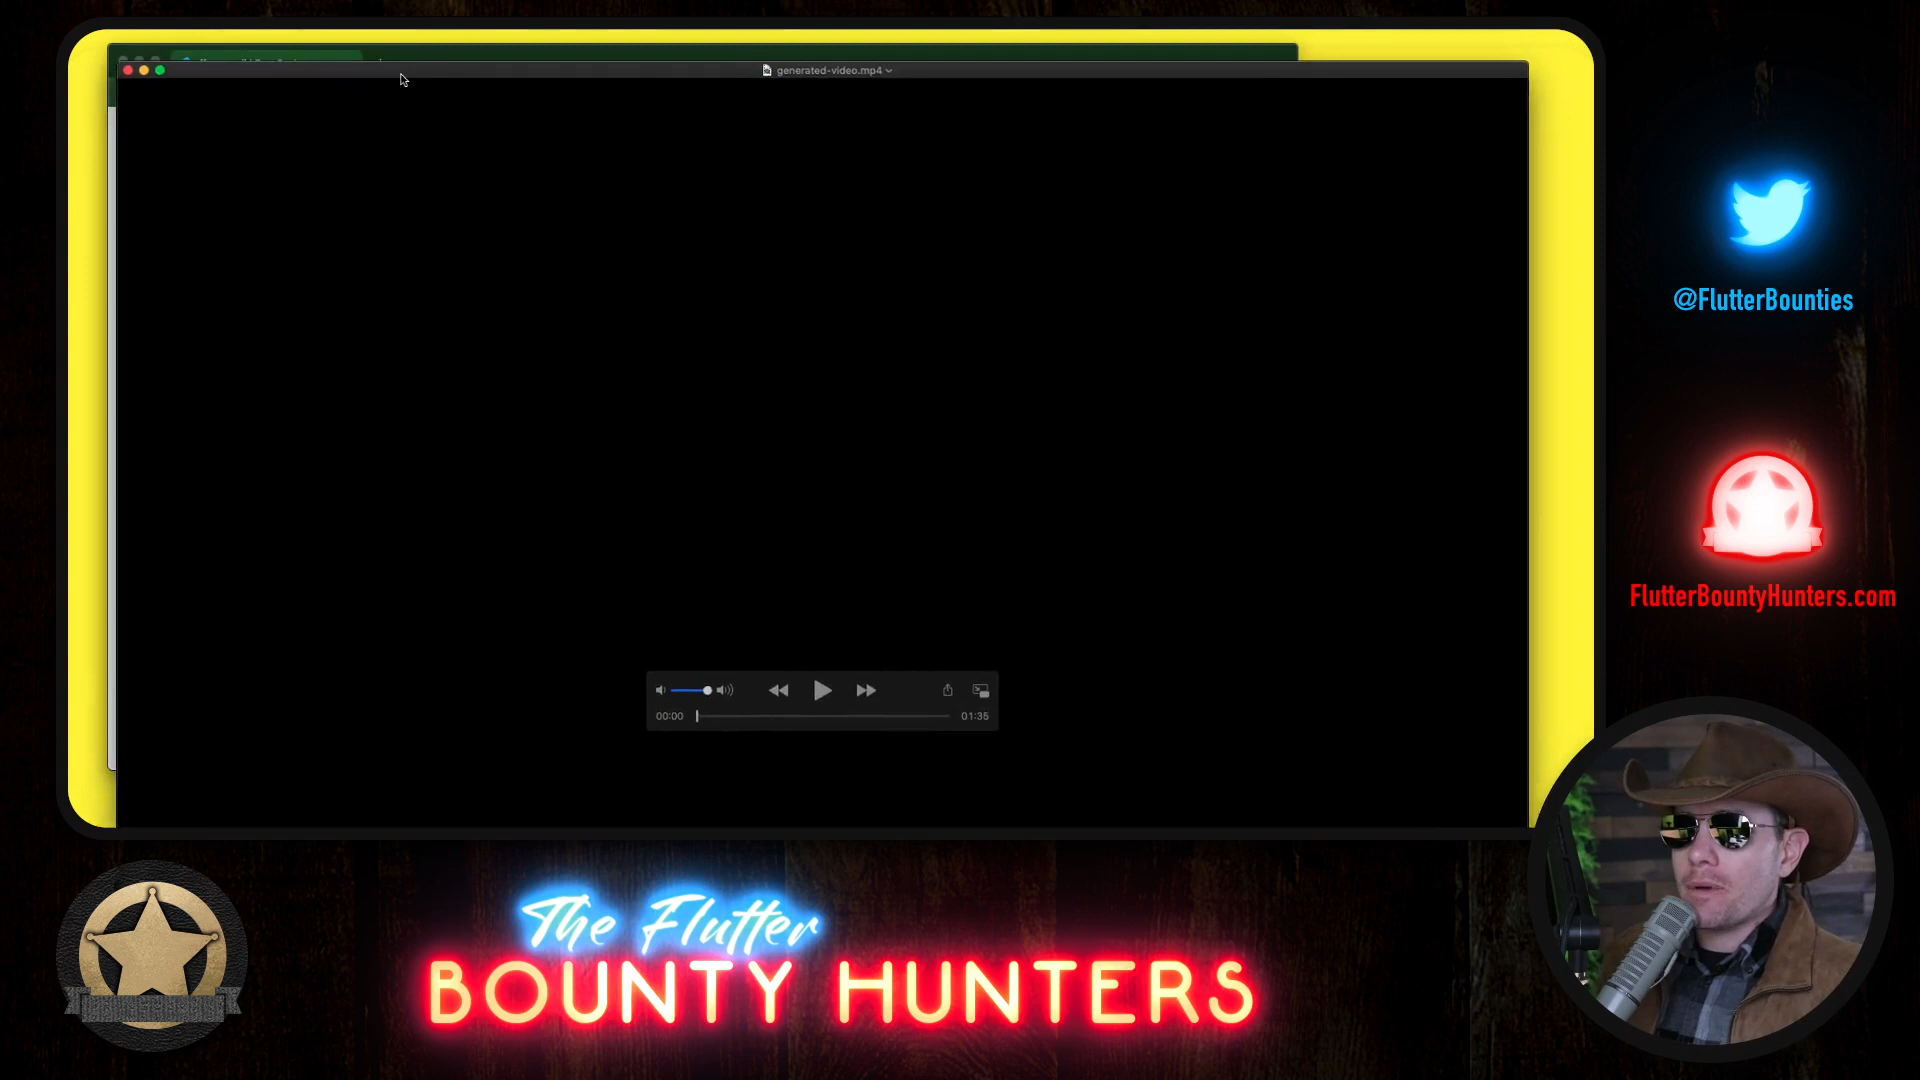 generated-video.mp4
00:00
01:35
@FlutterBounties
FlutterBountyHunters.com
The Flutter
BOUNTY HUNTERS